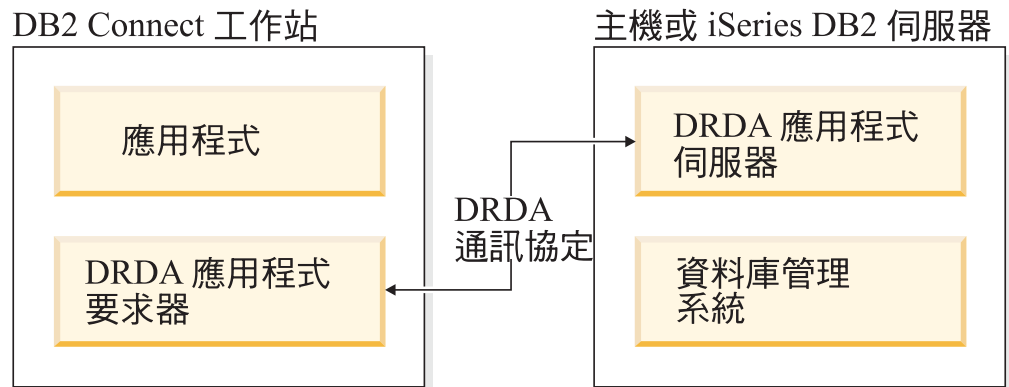 DB2 Connect 工作站
應用程式
DRDA 應用程式
要求器
DRDA
通訊協定
主機或 iSeries DB2 伺服器
DRDA 應用程式
伺服器
資料庫管理
系統